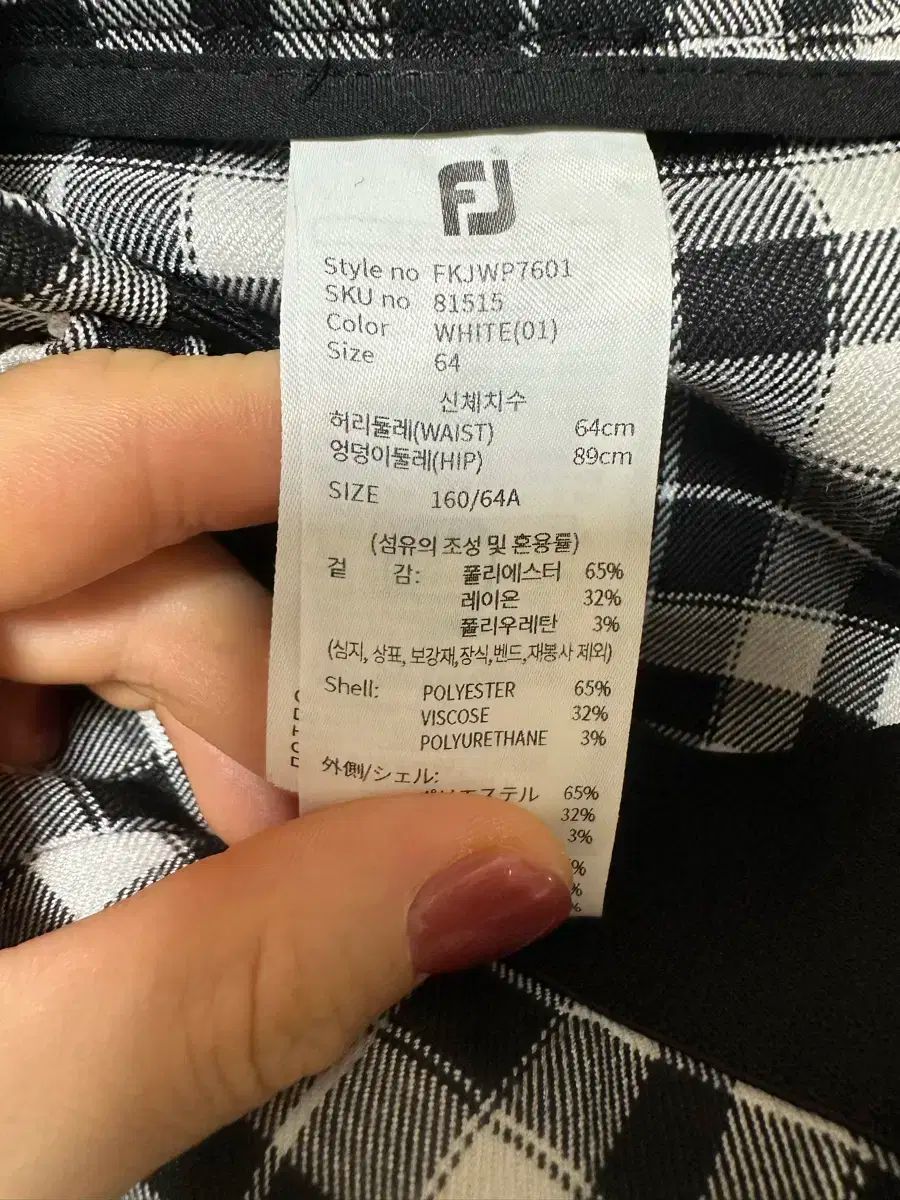 FJ
Style no FKJWP7601
SKU no 81515
Color WHITE(01)
Size 64
신체치수
허리둘레(WAIST) 64cm
엉덩이둘레(HIP) 89cm
SIZE 160/64A
(섬유의 조성 및 혼용률)
겉 감: 폴리에스터 65%
레이온 32%
폴리우레탄 3%
(심지, 상표, 보강재,장식,벤드,재봉사 제외)
Shell: POLYESTER 65%
VISCOSE 32%
POLYURETHANE 3%
外側/シェル:
65%
32%
3%